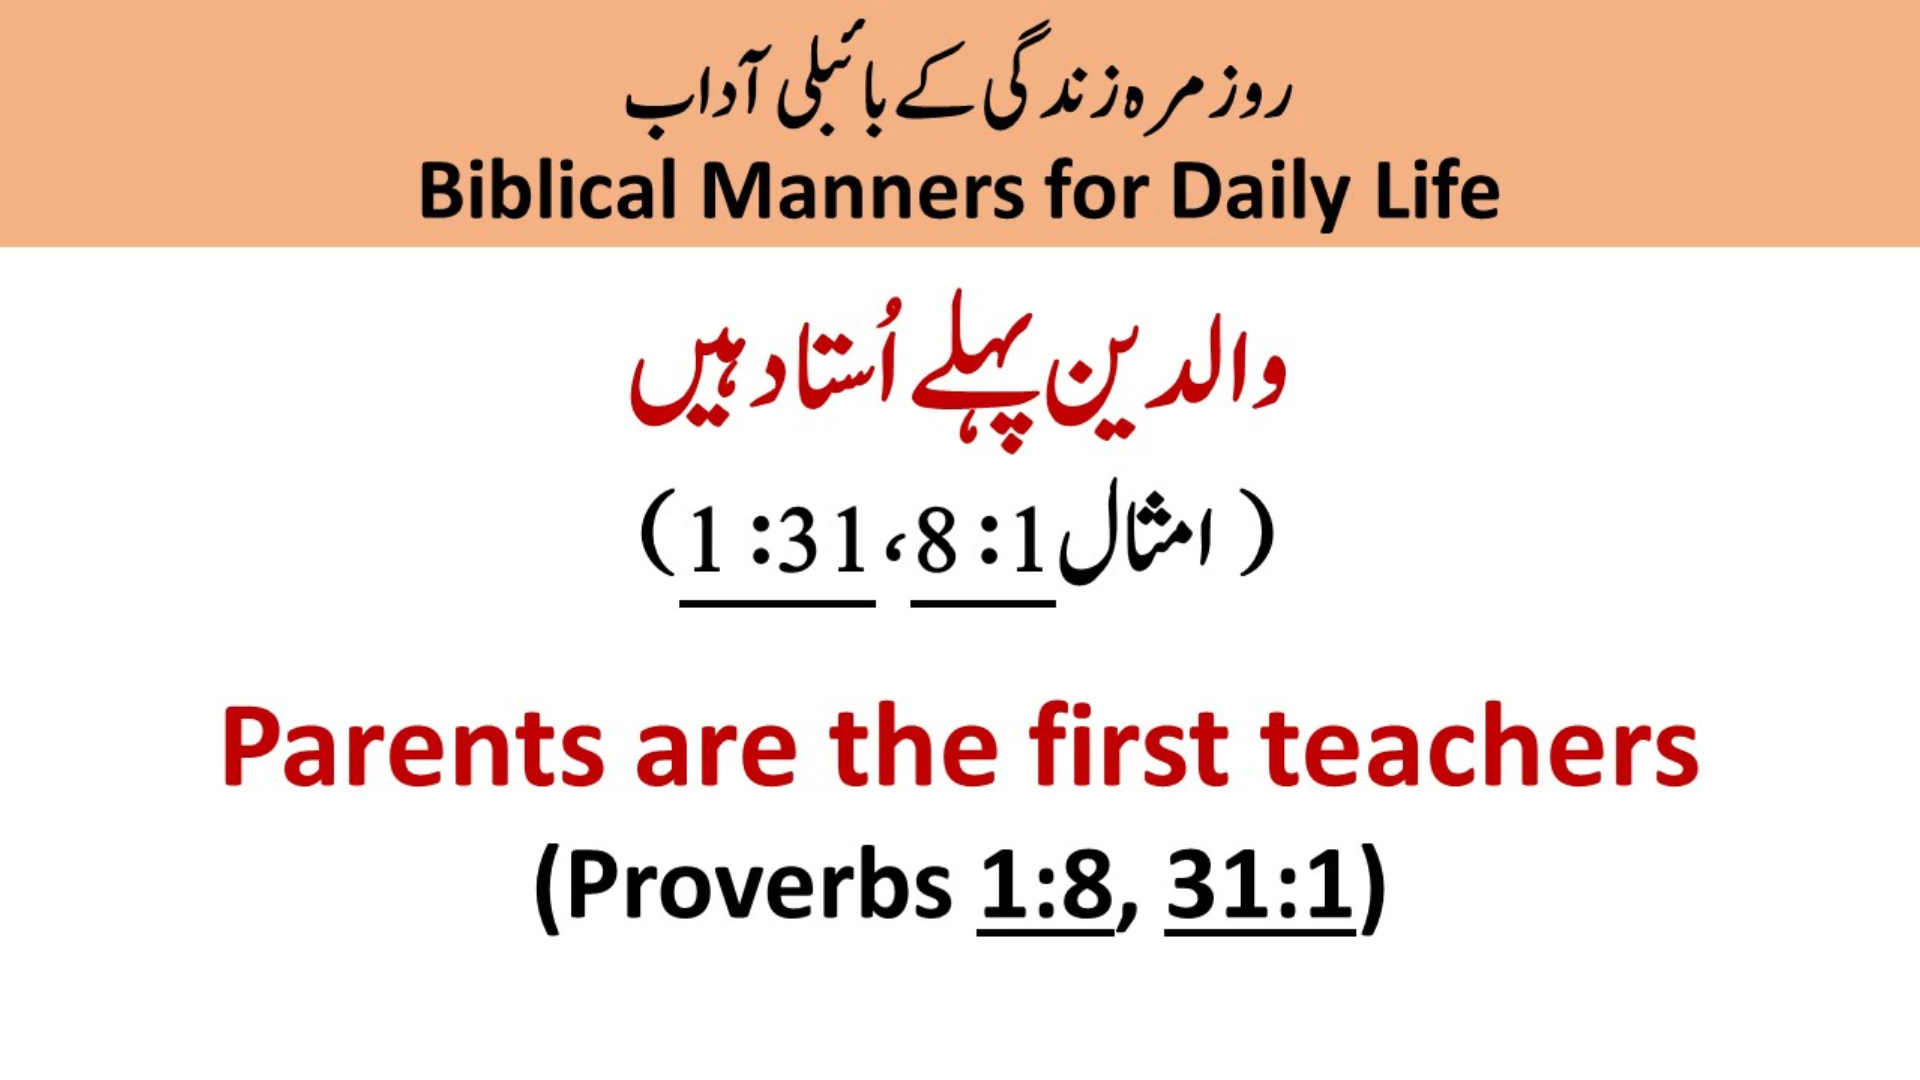 روزمرہ زندگی کے بائبلی آداب
Biblical Manners for Daily Life
والدین پہلے اُستاد ہیں
(امثال 1:8، 31:1)
Parents are the first teachers
(Proverbs 1:8, 31:1)